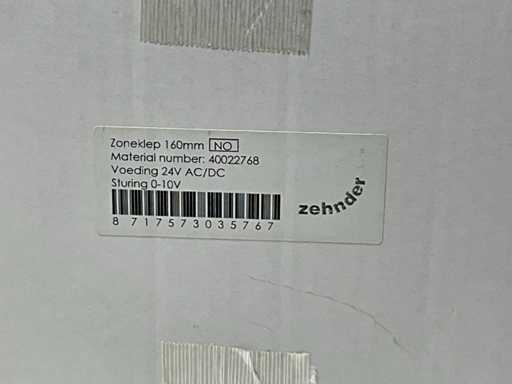 Zoneklep 160mm NO
Material number: 40022768
Voeding 24V AC/DC
Sturing 0-10V
8 717573 035767
zehnder